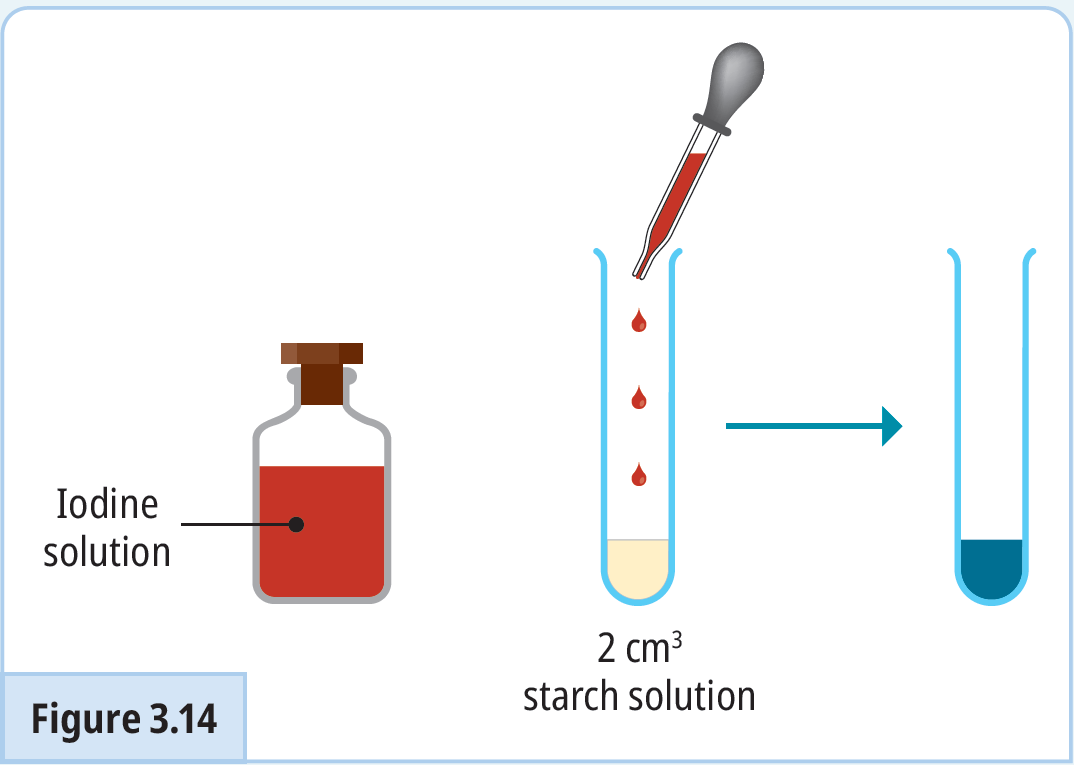 Iodine
solution
2 cm³
starch solution
Figure 3.14